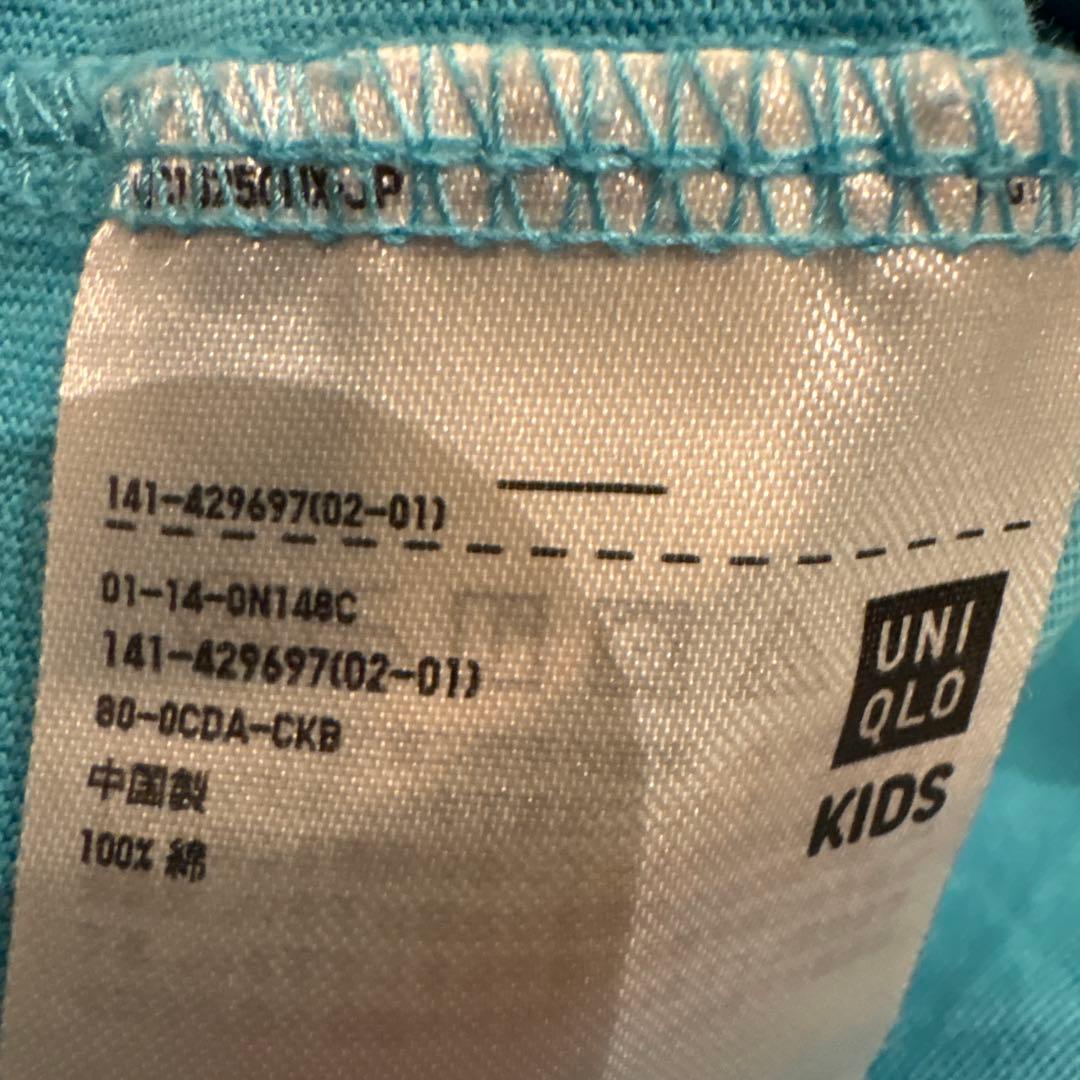 141-429697(02-01)
01-14-0N148C
141-429697(02-01)
80-0CDA-CKB
中国製
100% 綿
UNI
QLO
KIDS